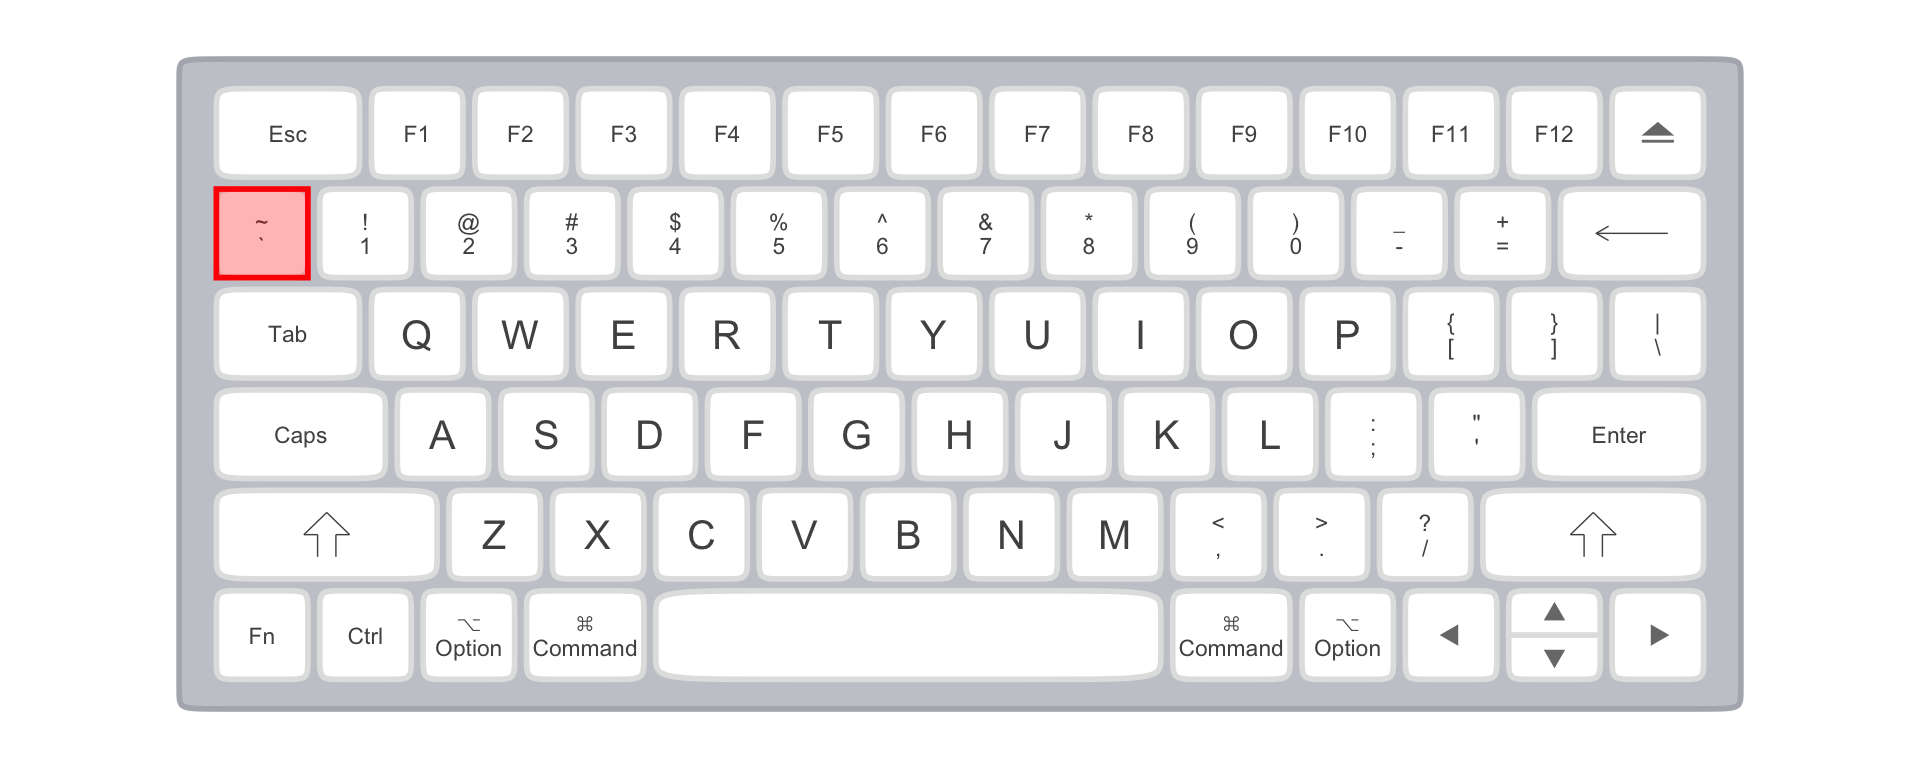 Esc F1 F2 F3 F4 F5 F6 F7 F8 F9 F10 F11 F12
~ ! @ # $ % ^ & * ( ) _ +
` 1 2 3 4 5 6 7 8 9 0 - =
Tab Q W E R T Y U I O P { } |
[ ] \
Caps A S D F G H J K L : " Enter
; '
Z X C V B N M < > ?
, . /
Fn Ctrl ⌥ ⌘ ⌘ ⌥
Option Command Command Option